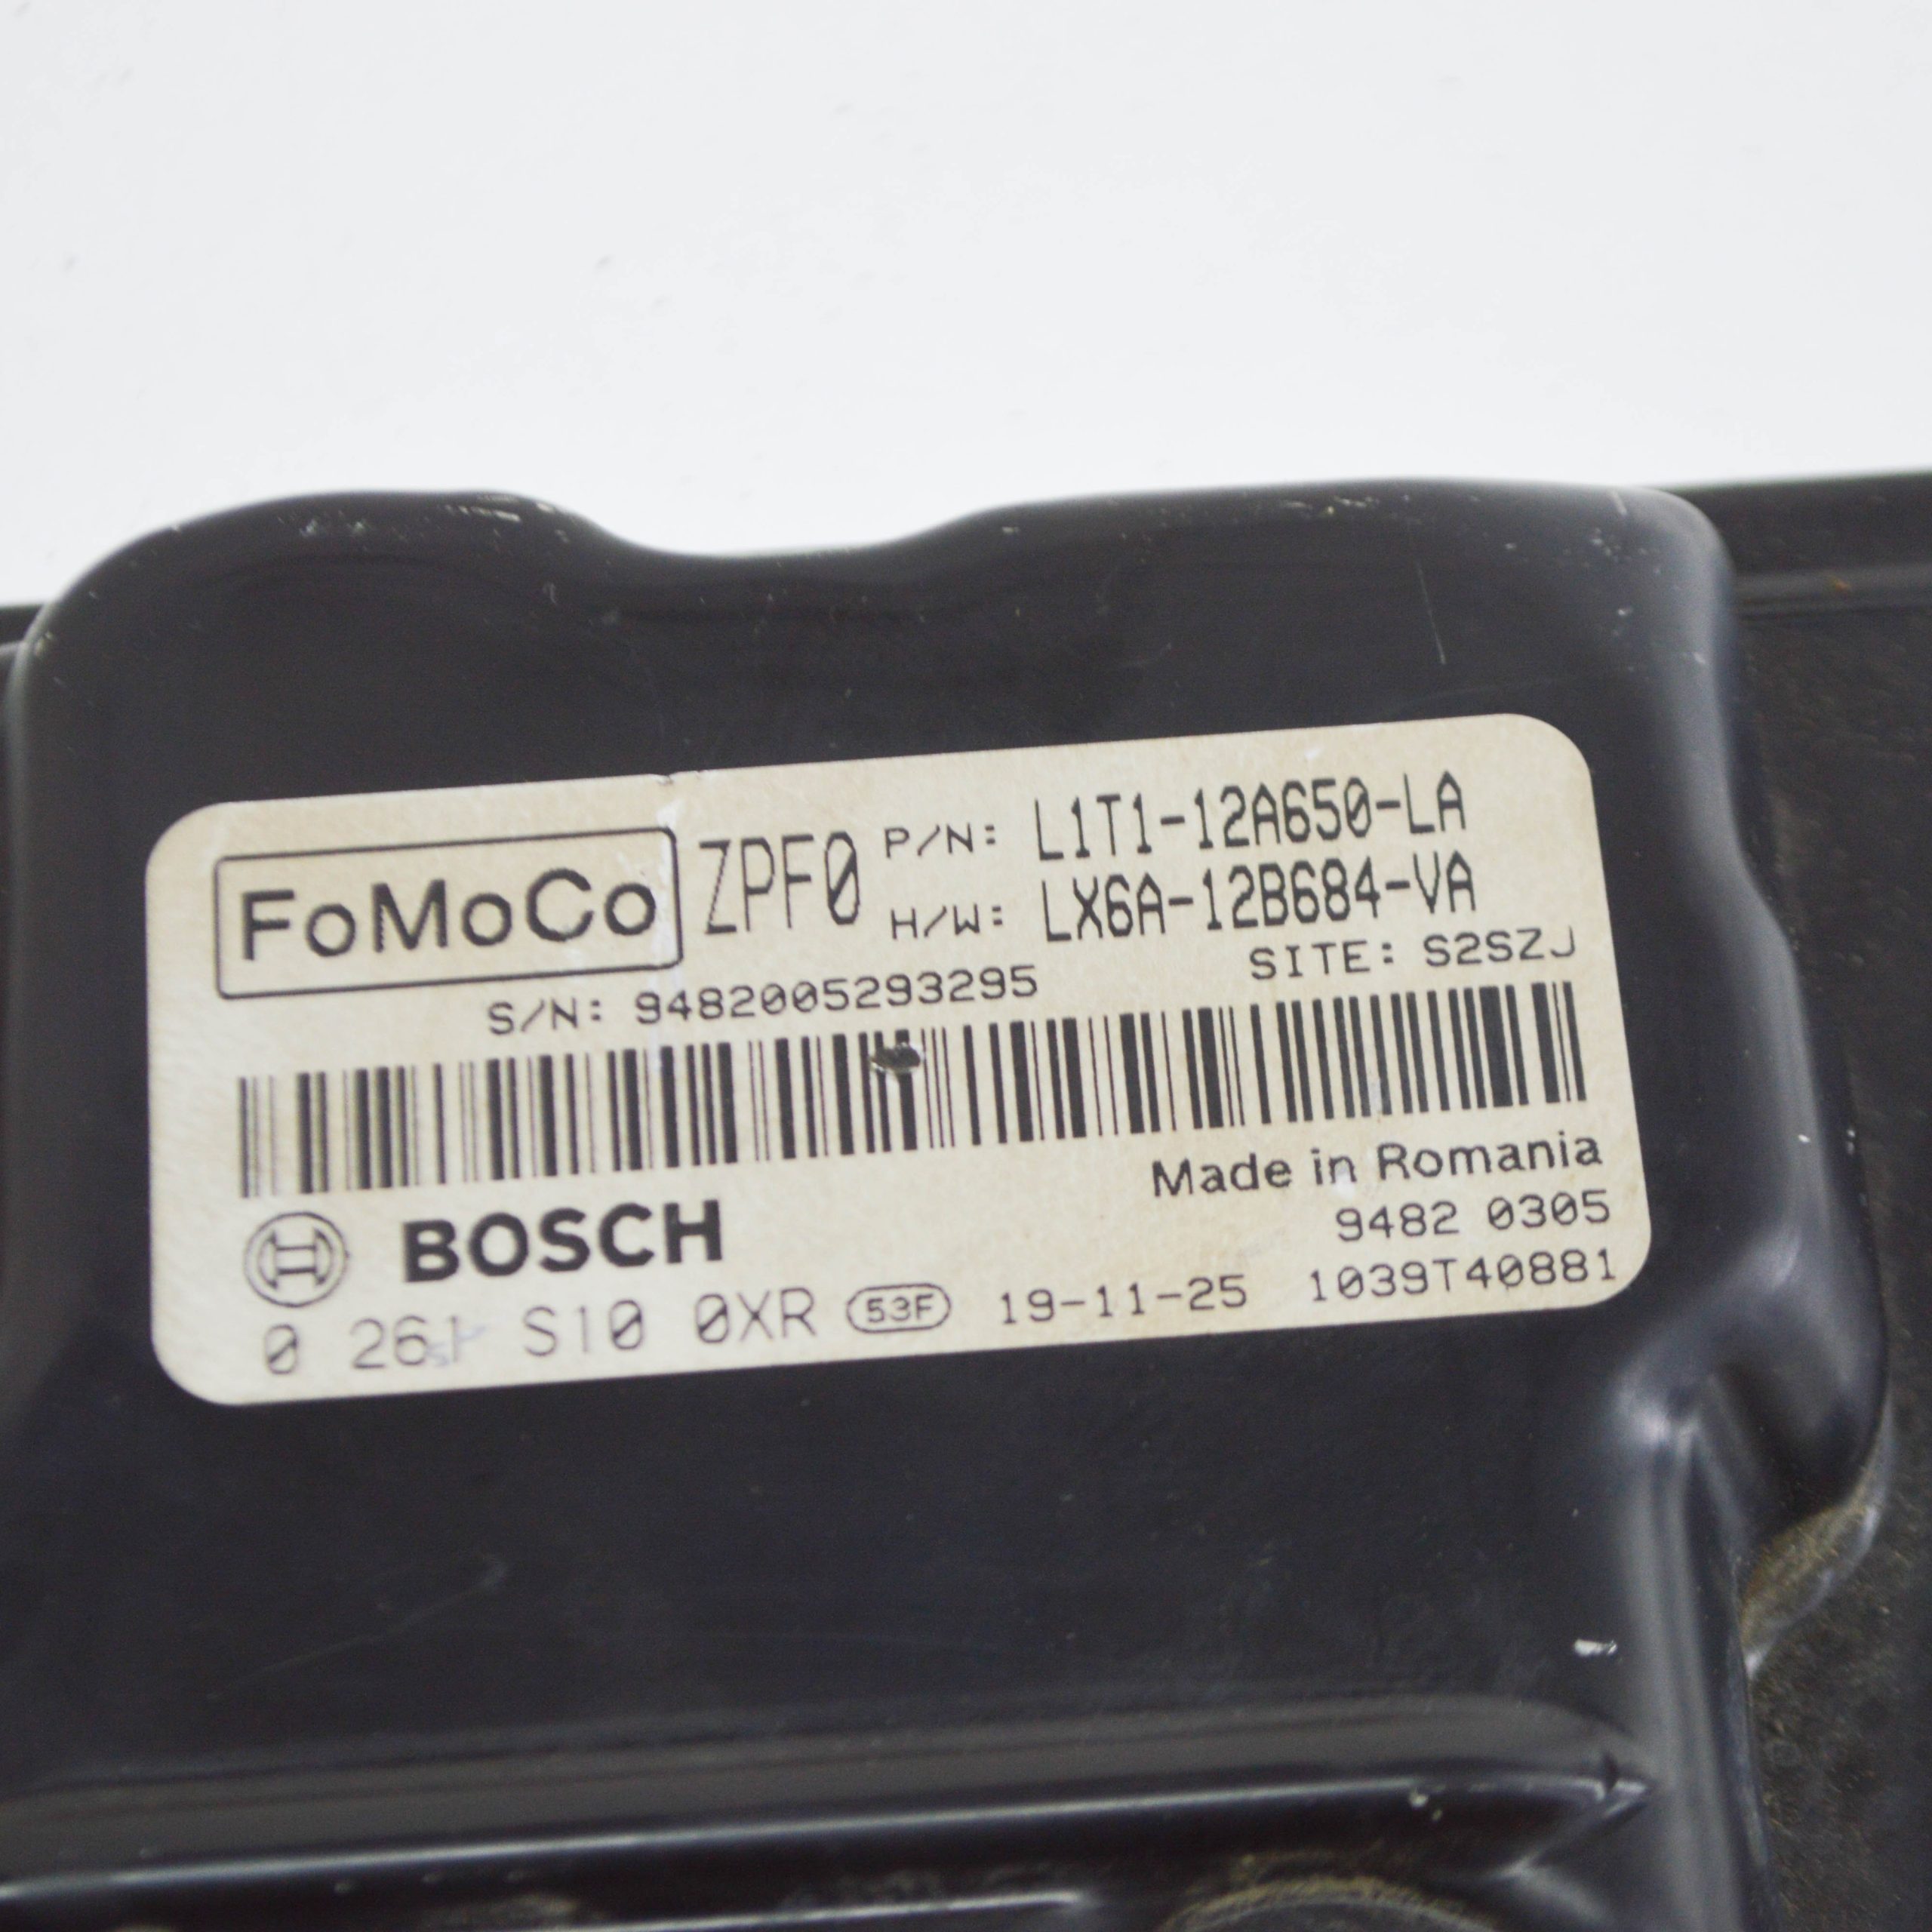 FoMoCo ZPF0 P/N: L1T1-12A650-LA
H/W: LX6A-12B684-VA
S/N: 9482005293295 SITE: S2SZJ
Made in Romania
BOSCH 9482 0305
0 261 S10 0XR 53F 19-11-25 1039T40881